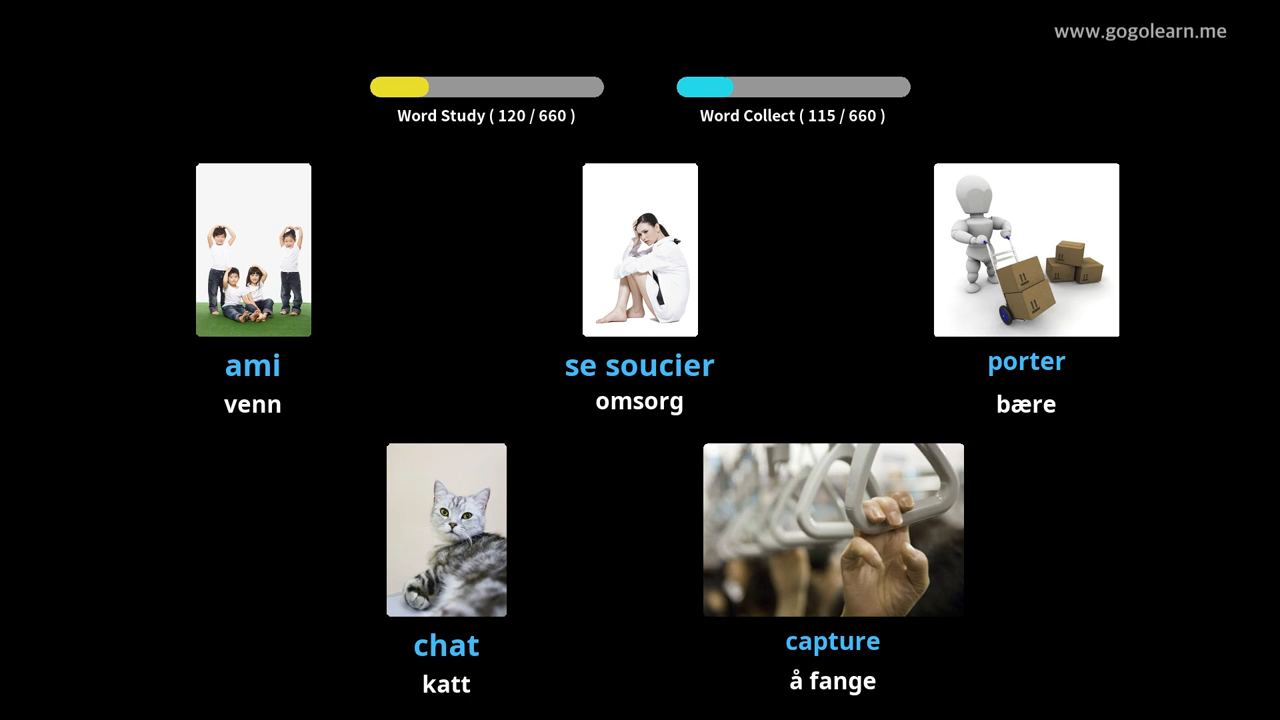 www.gogolearn.me
Word Study ( 120 / 660 )
Word Collect ( 115 / 660 )
ami
venn
se soucier
omsorg
porter
bære
chat
katt
capture
å fange